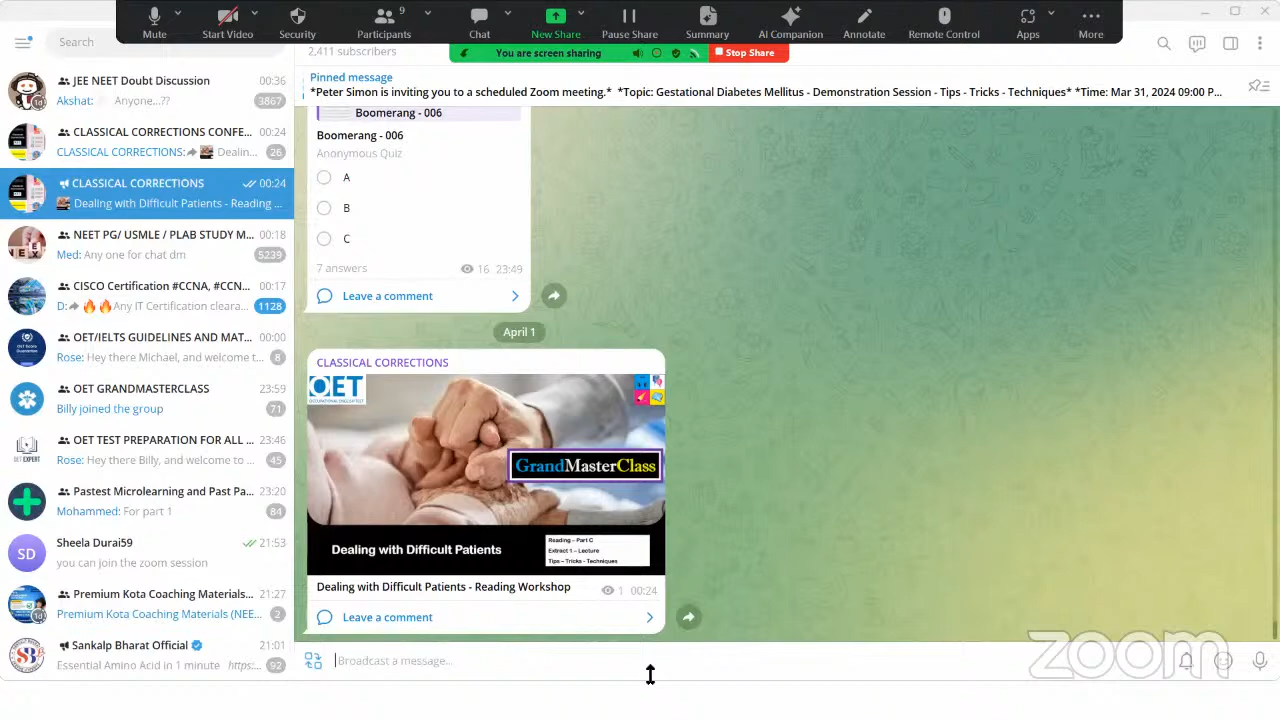 Mute
Start Video
Security
Participants
9
Chat
New Share
Pause Share
Summary
AI Companion
Annotate
Remote Control
Apps
More
You are screen sharing
Stop Share
Search
JEE NEET Doubt Discussion
00:36
Akshat: Anyone...??
3867
1d
CLASSICAL CORRECTIONS CONFE...
00:24
CLASSICAL CORRECTIONS: Dealin...
26
CLASSICAL CORRECTIONS
00:24
Dealing with Difficult Patients - Reading ...
NEET PG/ USMLE / PLAB STUDY M...
00:18
Med: Any one for chat dm
5239
CISCO Certification #CCNA, #CCN...
00:17
D: 🔥🔥Any IT Certification cleara...
1128
OET/IELTS GUIDELINES AND MAT...
00:00
Rose: Hey there Michael, and welcome t...
8
OET GRANDMASTERCLASS
23:59
Billy joined the group
71
OET TEST PREPARATION FOR ALL ...
23:46
Rose: Hey there Billy, and welcome to ...
45
Pastest Microlearning and Past Pa...
23:20
Mohammed: For part 1
84
SD
Sheela Durai59
21:53
you can join the zoom session
Premium Kota Coaching Materials...
21:27
Premium Kota Coaching Materials (NEE...
2
1d
Sankalp Bharat Official
21:01
Essential Amino Acid in 1 minute https:...
92
2,411 subscribers
Pinned message
*Peter Simon is inviting you to a scheduled Zoom meeting.* *Topic: Gestational Diabetes Mellitus - Demonstration Session - Tips - Tricks - Techniques* *Time: Mar 31, 2024 09:00 P...
Boomerang - 006
Boomerang - 006
Anonymous Quiz
A
B
C
7 answers
16 23:49
Leave a comment
April 1
CLASSICAL CORRECTIONS
OET
GrandMasterClass
Dealing with Difficult Patients
Reading – Part C
Extract 1 – Lecture
Tips – Tricks - Techniques
Dealing with Difficult Patients - Reading Workshop
1 00:24
Leave a comment
Broadcast a message...
zoom